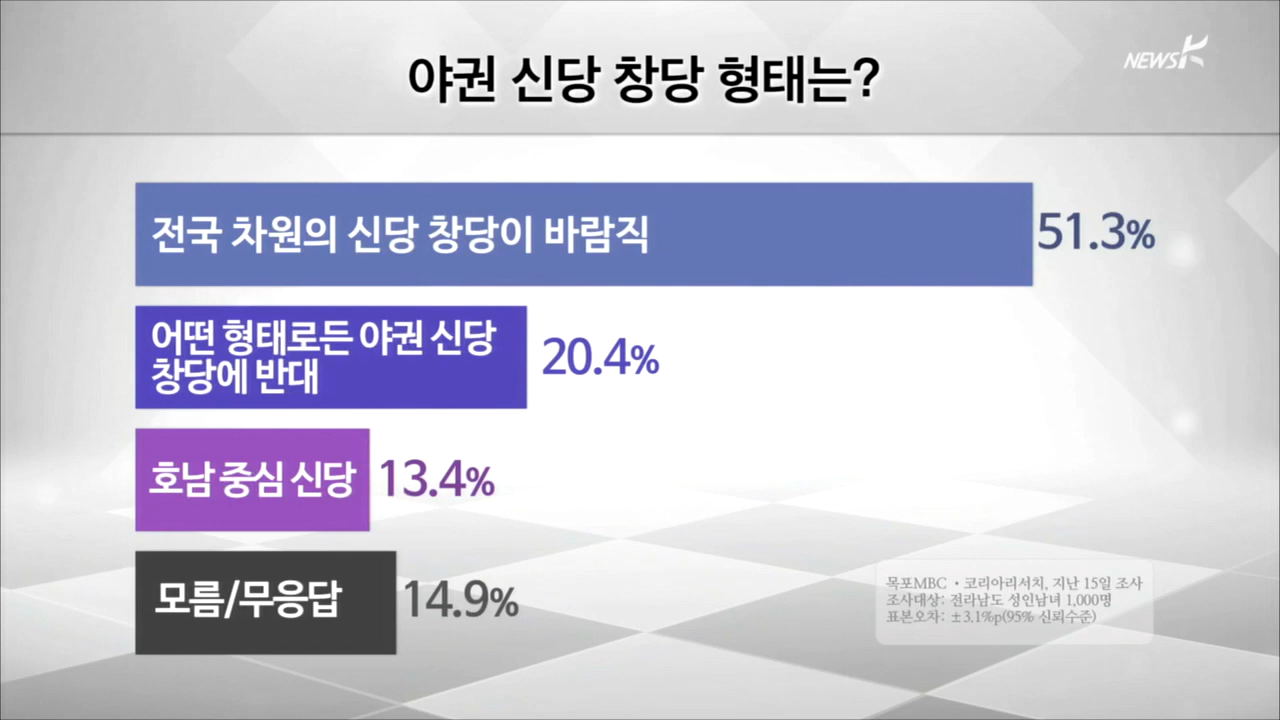 야권 신당 창당 형태는?
NEWS K
전국 차원의 신당 창당이 바람직
51.3%
어떤 형태로든 야권 신당
창당에 반대
20.4%
호남 중심 신당
13.4%
모름/무응답
14.9%
목포MBC · 코리아리서치, 지난 15일 조사
조사대상: 전라남도 성인남녀 1,000명
표본오차: ±3.1%p(95% 신뢰수준)